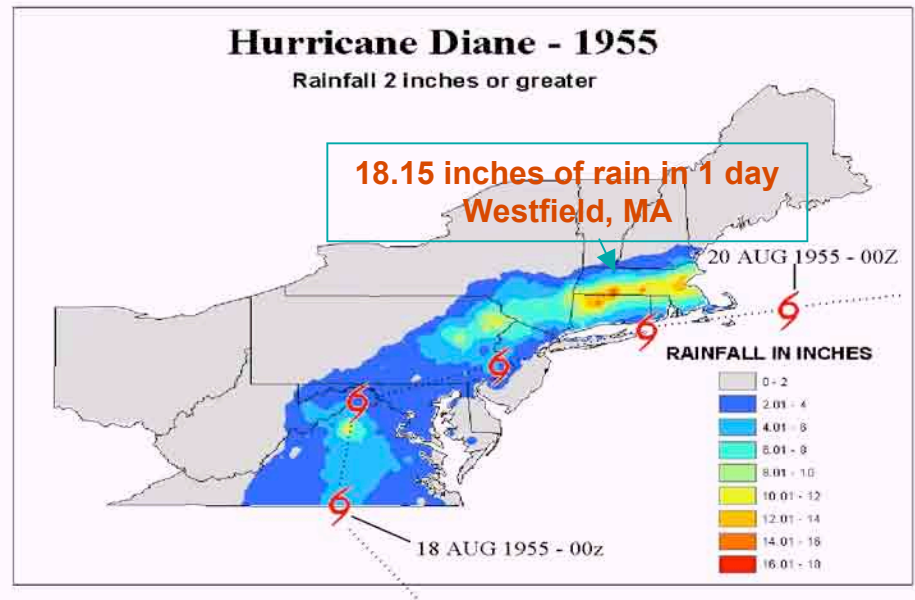 Hurricane Diane - 1955
Rainfall 2 inches or greater
18.15 inches of rain in 1 day
Westfield, MA
20 AUG 1955 - 00Z
RAINFALL IN INCHES
0 - 2
2.01 - 4
4.01 - 6
6.01 - 8
8.01 - 10
10.01 - 12
12.01 - 14
14.01 - 16
16.01 - 18
18 AUG 1955 - 00z